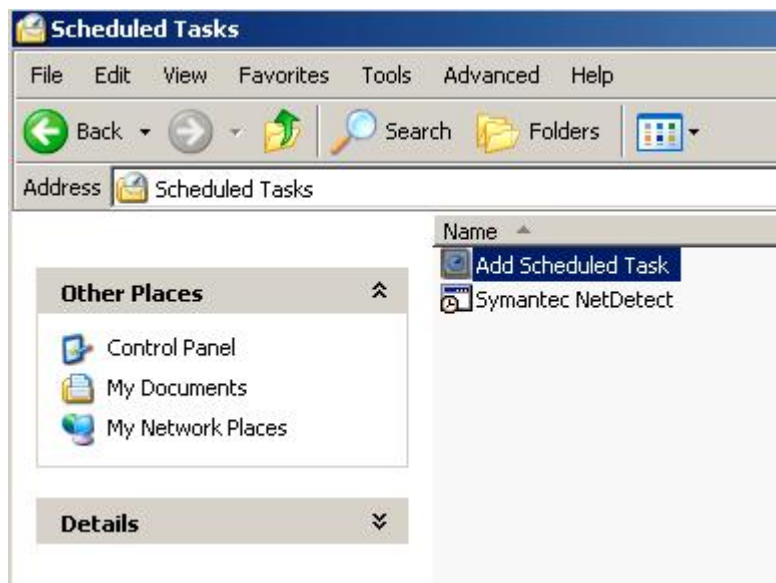 Scheduled Tasks
File Edit View Favorites Tools Advanced Help
Back Search Folders
Address Scheduled Tasks
Other Places
Control Panel
My Documents
My Network Places
Details
Name
Add Scheduled Task
Symantec NetDetect